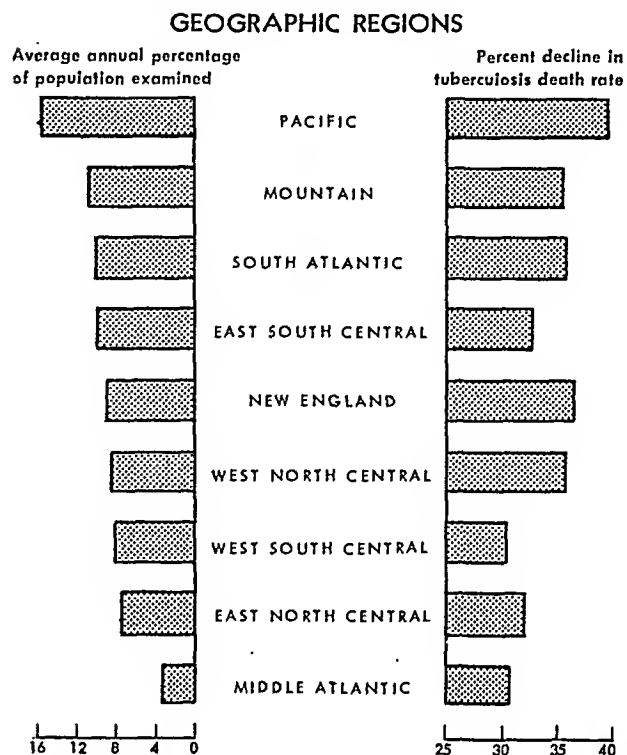 GEOGRAPHIC REGIONS
Average annual percentage
of population examined
Percent decline in
tubercuiosis death rate
PACIFIC
MOUNTAIN
SOUTH ATLANTIC
EAST SOUTH CENTRAL
NEW ENGLAND
WEST NORTH CENTRAL
WEST SOUTH CENTRAL
EAST NORTH CENTRAL
MIDDLE ATLANTIC
16 12 8 4 0
25 30 35 40